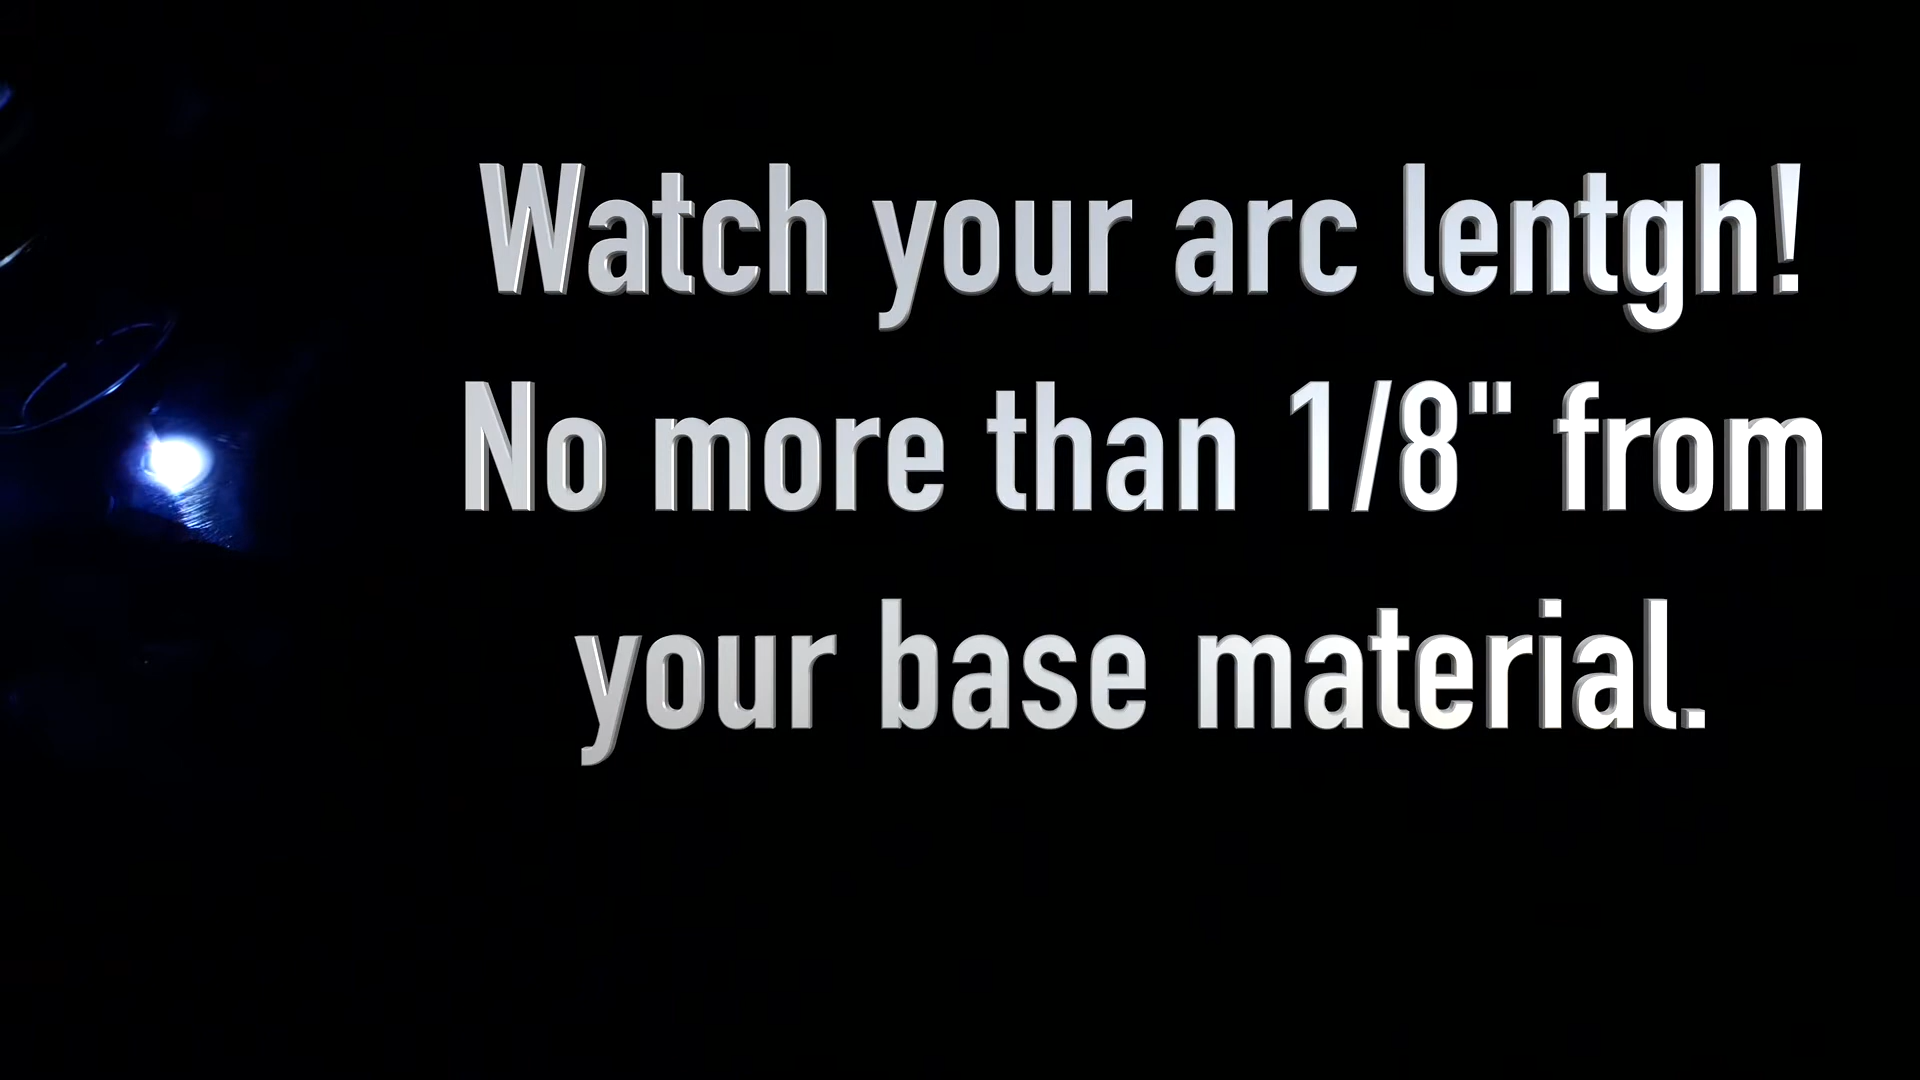 Watch your arc lentgh!
No more than 1/8" from
your base material.